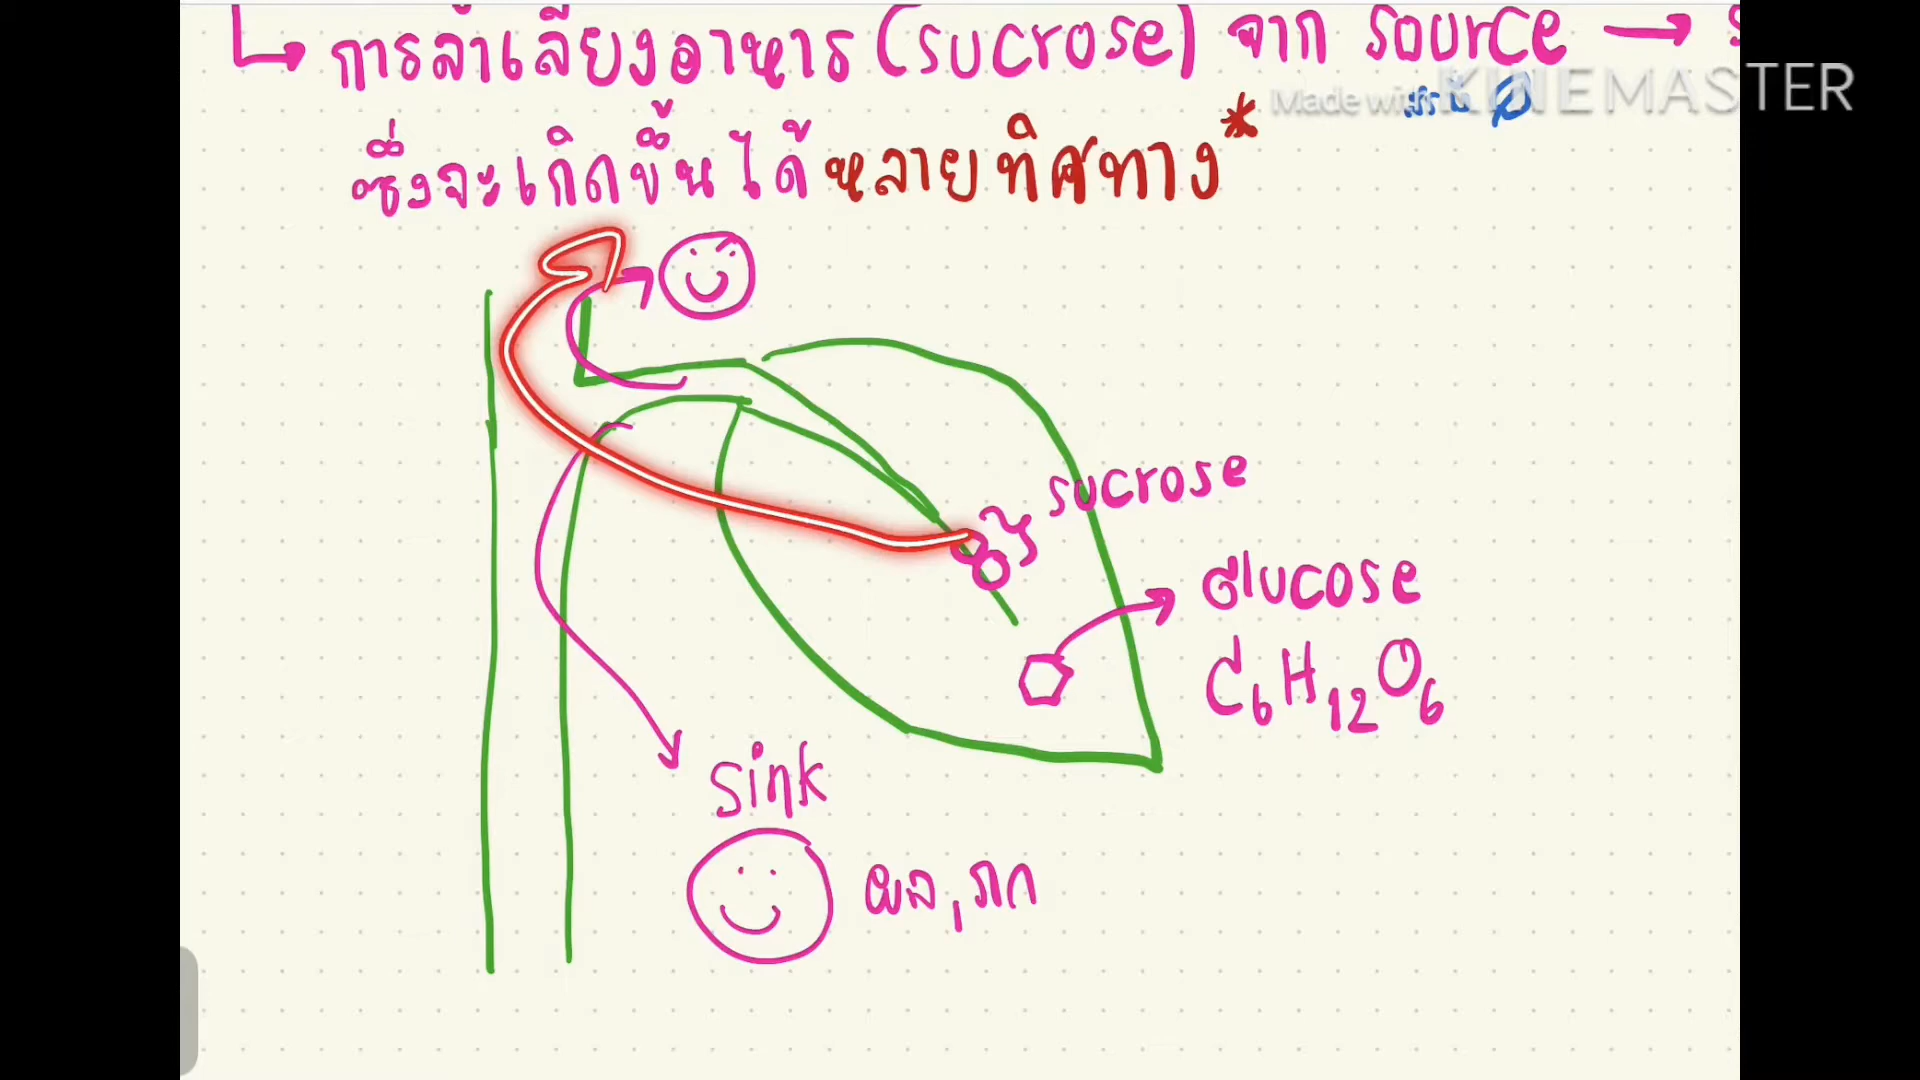 ↳ การลำเลียงอาหาร (sucrose) จาก source →
Made with KINEMASTER
ซึ่งจะเกิดขึ้นได้หลายทิศทาง*
sucrose
Glucose
C6H12O6
sink
ผล, ราก